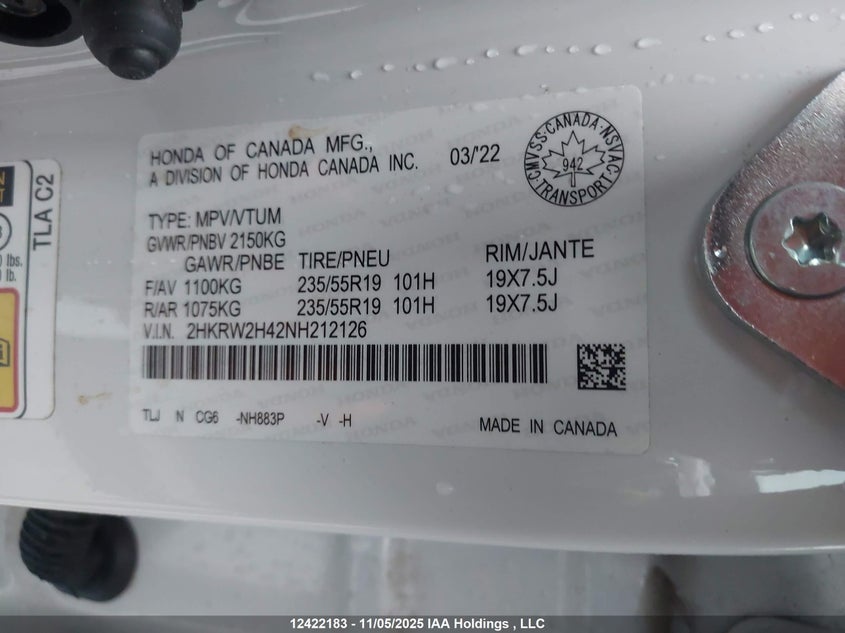 HONDA OF CANADA MFG.,
A DIVISION OF HONDA CANADA INC. 03/'22
CMVSS·CANADA·NSVAC·TRANSPORT
942
TYPE: MPV/VTUM
GVWR/PNBV 2150KG
GAWR/PNBE TIRE/PNEU RIM/JANTE
F/AV 1100KG 235/55R19 101H 19X7.5J
R/AR 1075KG 235/55R19 101H 19X7.5J
V.I.N. 2HKRW2H42NH212126
TLJ N CG6 -NH883P -V -H
MADE IN CANADA
TLA C2
lbs.
lb.
12422183 - 11/05/2025 IAA Holdings , LLC